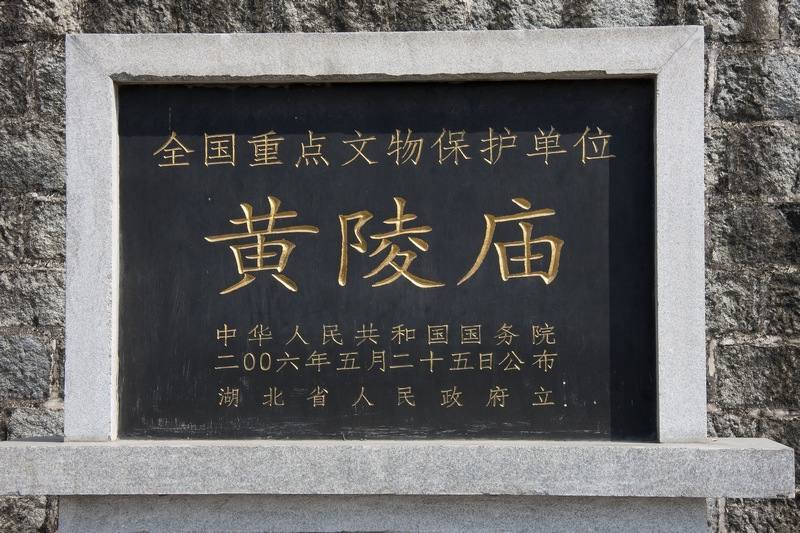 全国重点文物保护单位
黄陵庙
中华人民共和国国务院
二00六年五月二十五日公布
湖北省人民政府立